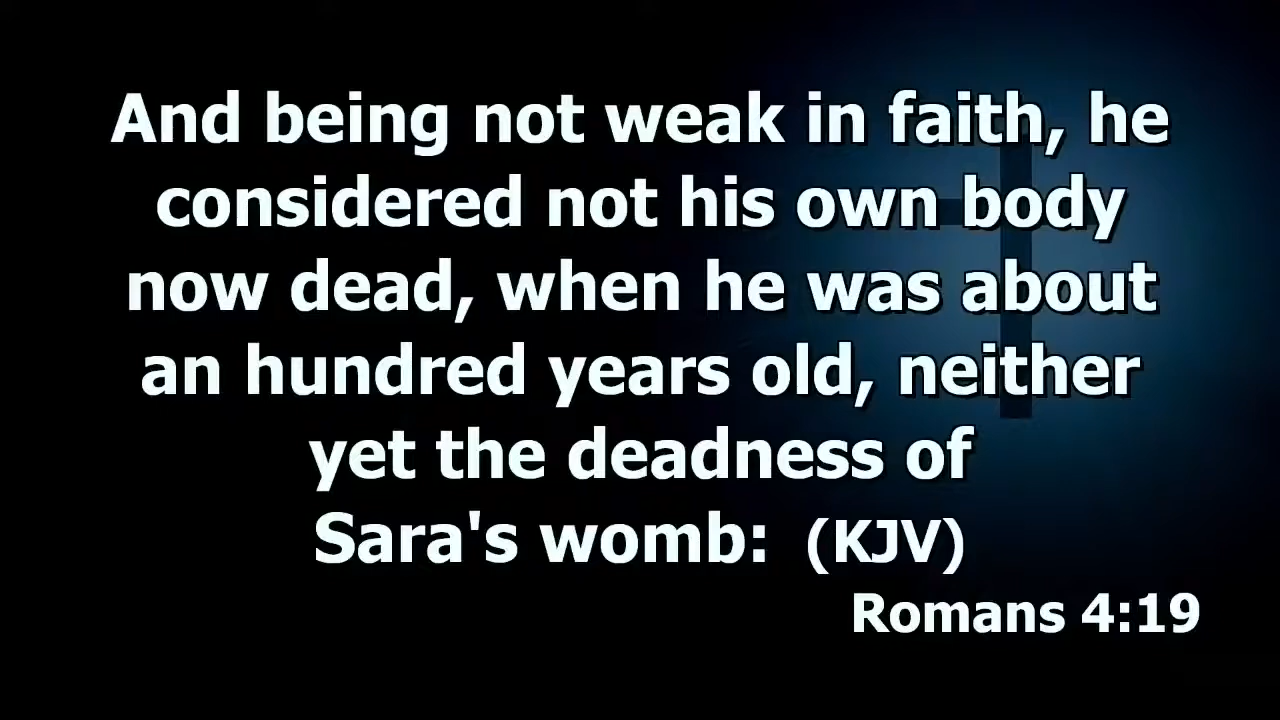 And being not weak in faith, he
considered not his own body
now dead, when he was about
an hundred years old, neither
yet the deadness of
Sara's womb: (KJV)
Romans 4:19